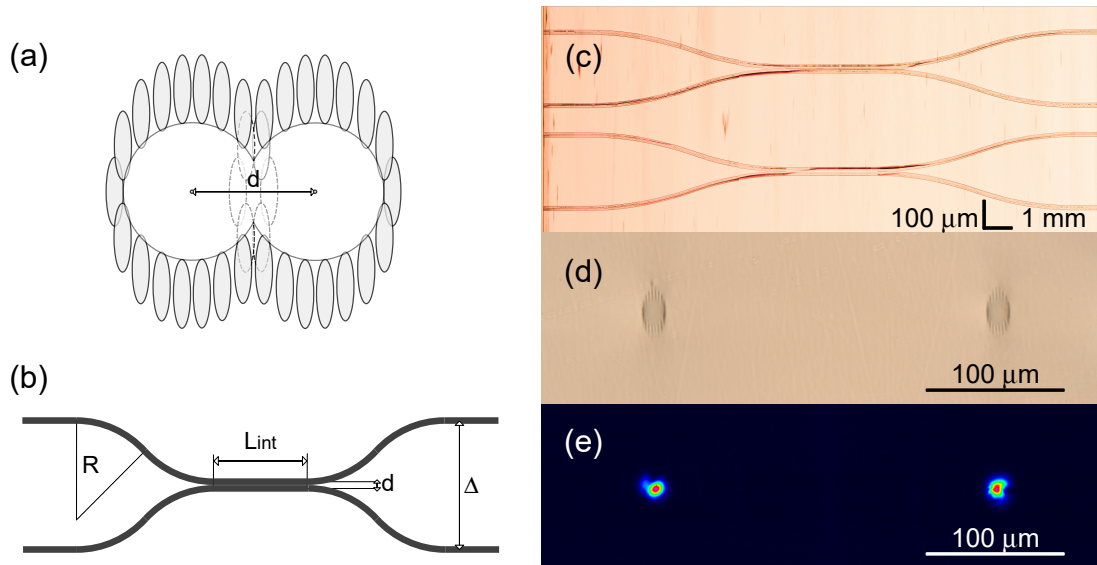 (a)
d
(b)
R
Lint
d
Δ
(c)
100 μm
1 mm
(d)
100 μm
(e)
100 μm